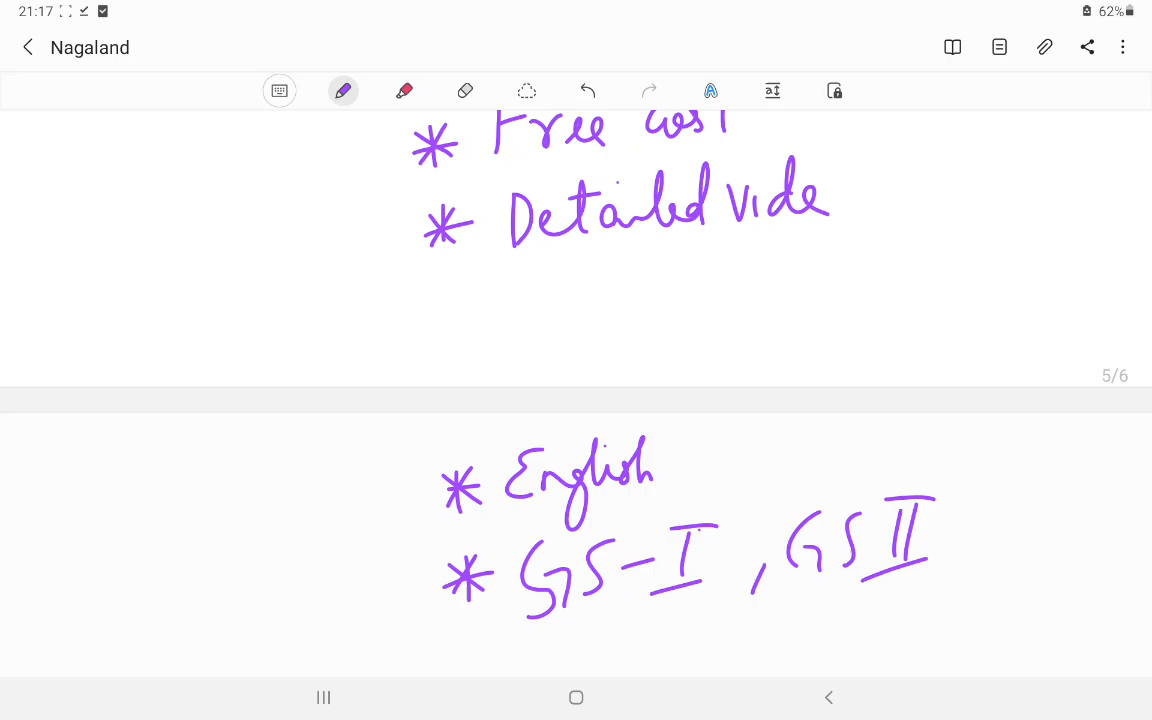 21:17 62%
Nagaland
* Free cost
* Detailed vide
5/6
* English
* GS-I, GS II